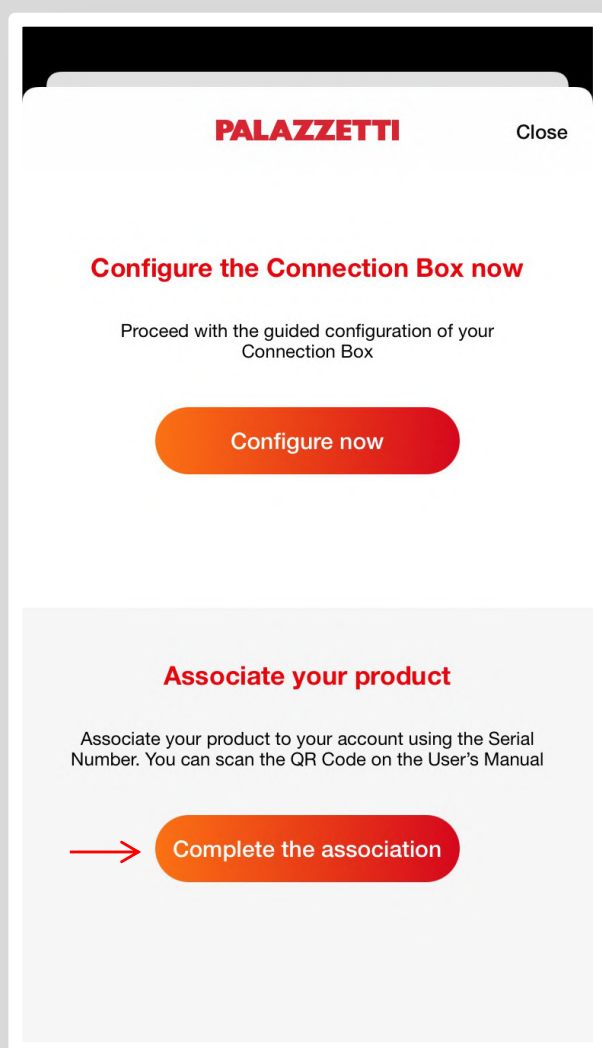 PALAZZETTI
Close
Configure the Connection Box now
Proceed with the guided configuration of your
Connection Box
Configure now
Associate your product
Associate your product to your account using the Serial
Number. You can scan the QR Code on the User's Manual
Complete the association